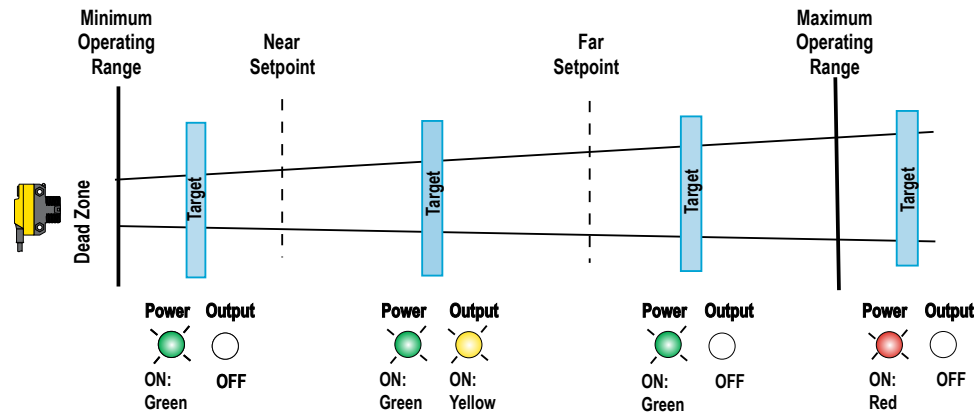 Minimum
Operating
Range
Near
Setpoint
Far
Setpoint
Maximum
Operating
Range
Dead Zone
Target
Target
Target
Target
Power Output
ON:
Green
OFF
Power Output
ON:
Green
ON:
Yellow
Power Output
ON:
Green
OFF
Power Output
ON:
Red
OFF